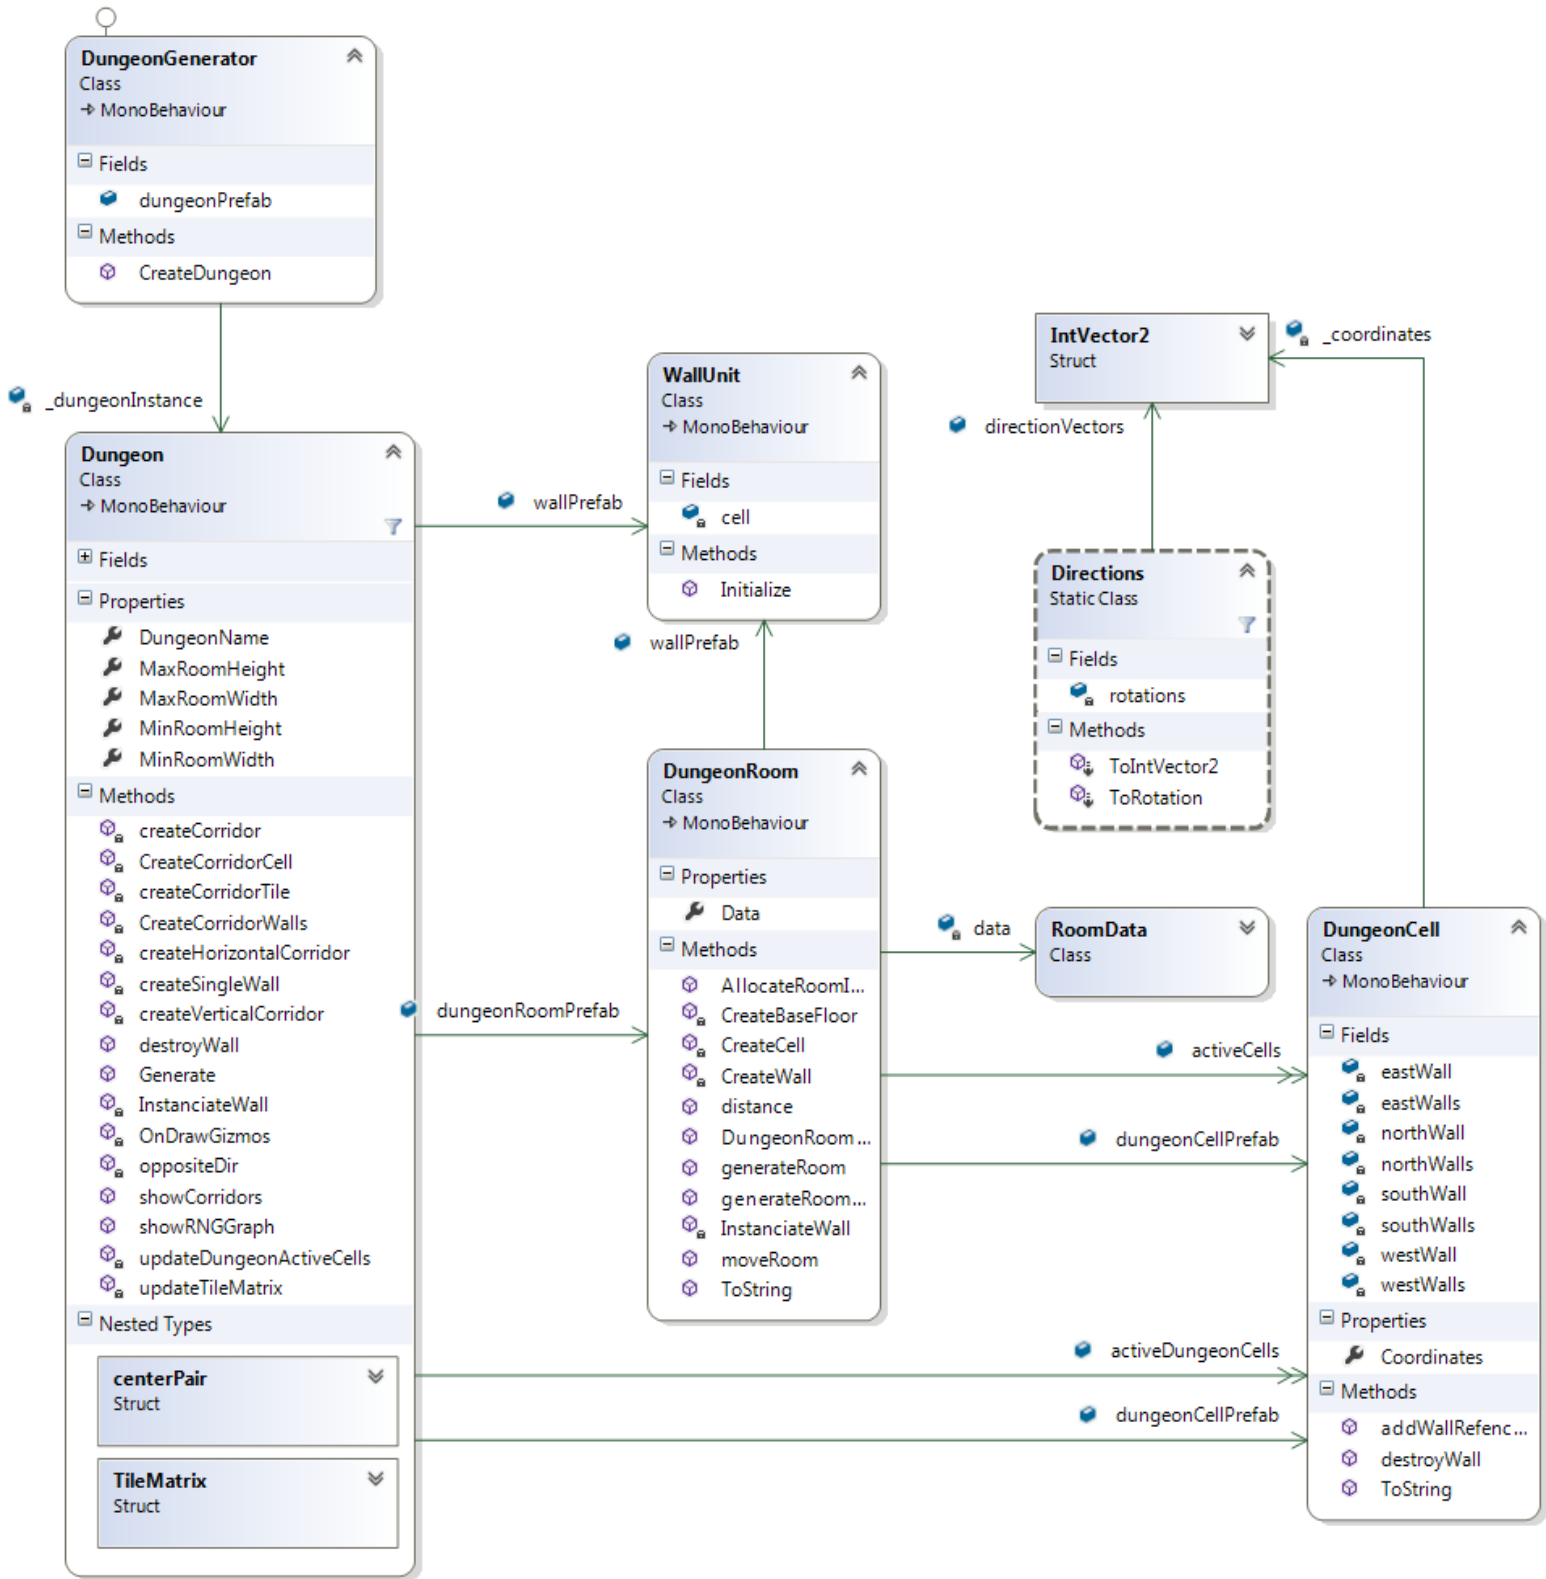 DungeonGenerator
Class
MonoBehaviour
Fields
dungeonPrefab
Methods
CreateDungeon
_dungeonInstance
Dungeon
Class
MonoBehaviour
Fields
Properties
DungeonName
MaxRoomHeight
MaxRoomWidth
MinRoomHeight
MinRoomWidth
Methods
createCorridor
CreateCorridorCell
createCorridorTile
CreateCorridorWalls
createHorizontalCorridor
createSingleWall
createVerticalCorridor
destroyWall
Generate
InstanciateWall
OnDrawGizmos
oppositeDir
showCorridors
showRNGGraph
updateDungeonActiveCells
updateTileMatrix
Nested Types
centerPair
Struct
TileMatrix
Struct
wallPrefab
WallUnit
Class
MonoBehaviour
Fields
cell
Methods
Initialize
wallPrefab
dungeonRoomPrefab
DungeonRoom
Class
MonoBehaviour
Properties
Data
Methods
AllocateRoomI...
CreateBaseFloor
CreateCell
CreateWall
distance
DungeonRoom...
generateRoom
generateRoom...
InstanciateWall
moveRoom
ToString
IntVector2
Struct
_coordinates
directionVectors
Directions
Static Class
Fields
rotations
Methods
ToIntVector2
ToRotation
data
RoomData
Class
activeCells
dungeonCellPrefab
activeDungeonCells
dungeonCellPrefab
DungeonCell
Class
MonoBehaviour
Fields
eastWall
eastWalls
northWall
northWalls
southWall
southWalls
westWall
westWalls
Properties
Coordinates
Methods
addWallRefenc...
destroyWall
ToString